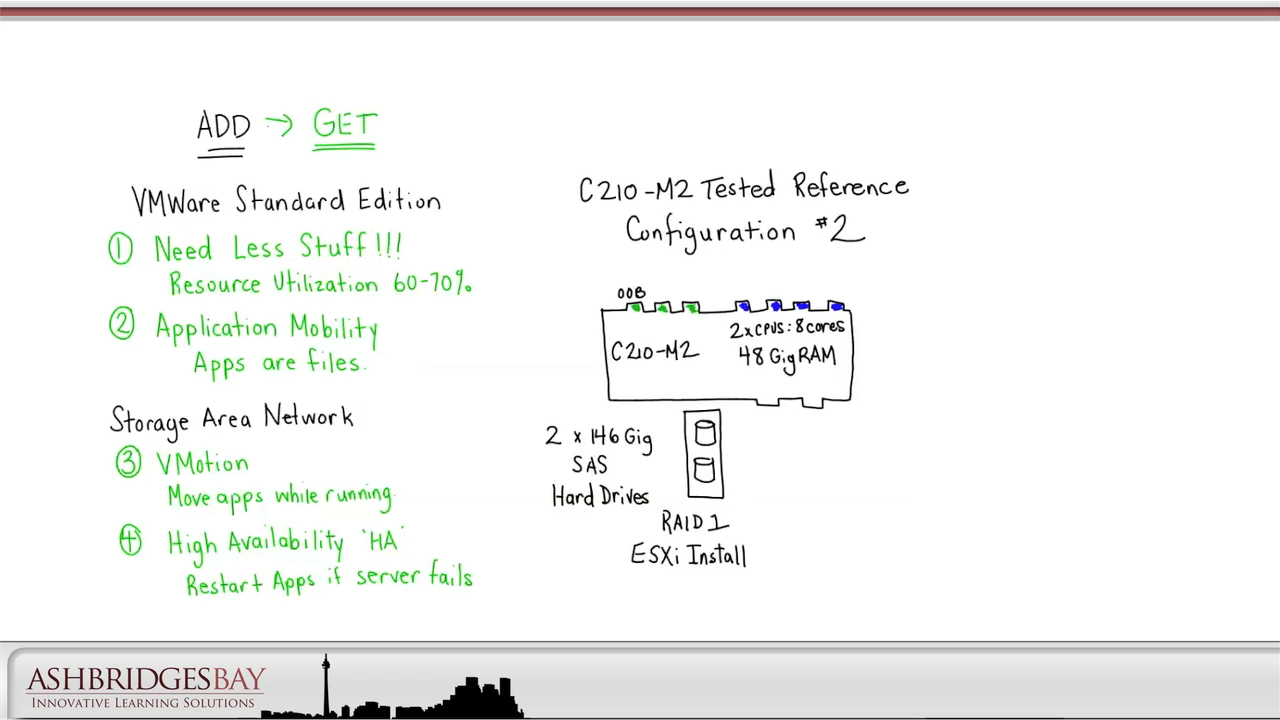 ADD → GET
VMWare Standard Edition
① Need Less Stuff!!!
Resource Utilization 60-70%
② Application Mobility
Apps are files.
Storage Area Network
③ VMotion
Move apps while running.
④ High Availability 'HA'
Restart Apps if server fails
C210-M2 Tested Reference
Configuration #2
OOB
2xCPUS: 8 cores
C210-M2
48 Gig RAM
2 x 146 Gig
SAS
Hard Drives
RAID 1
ESXi Install
ASHBRIDGESBAY
INNOVATIVE LEARNING SOLUTIONS